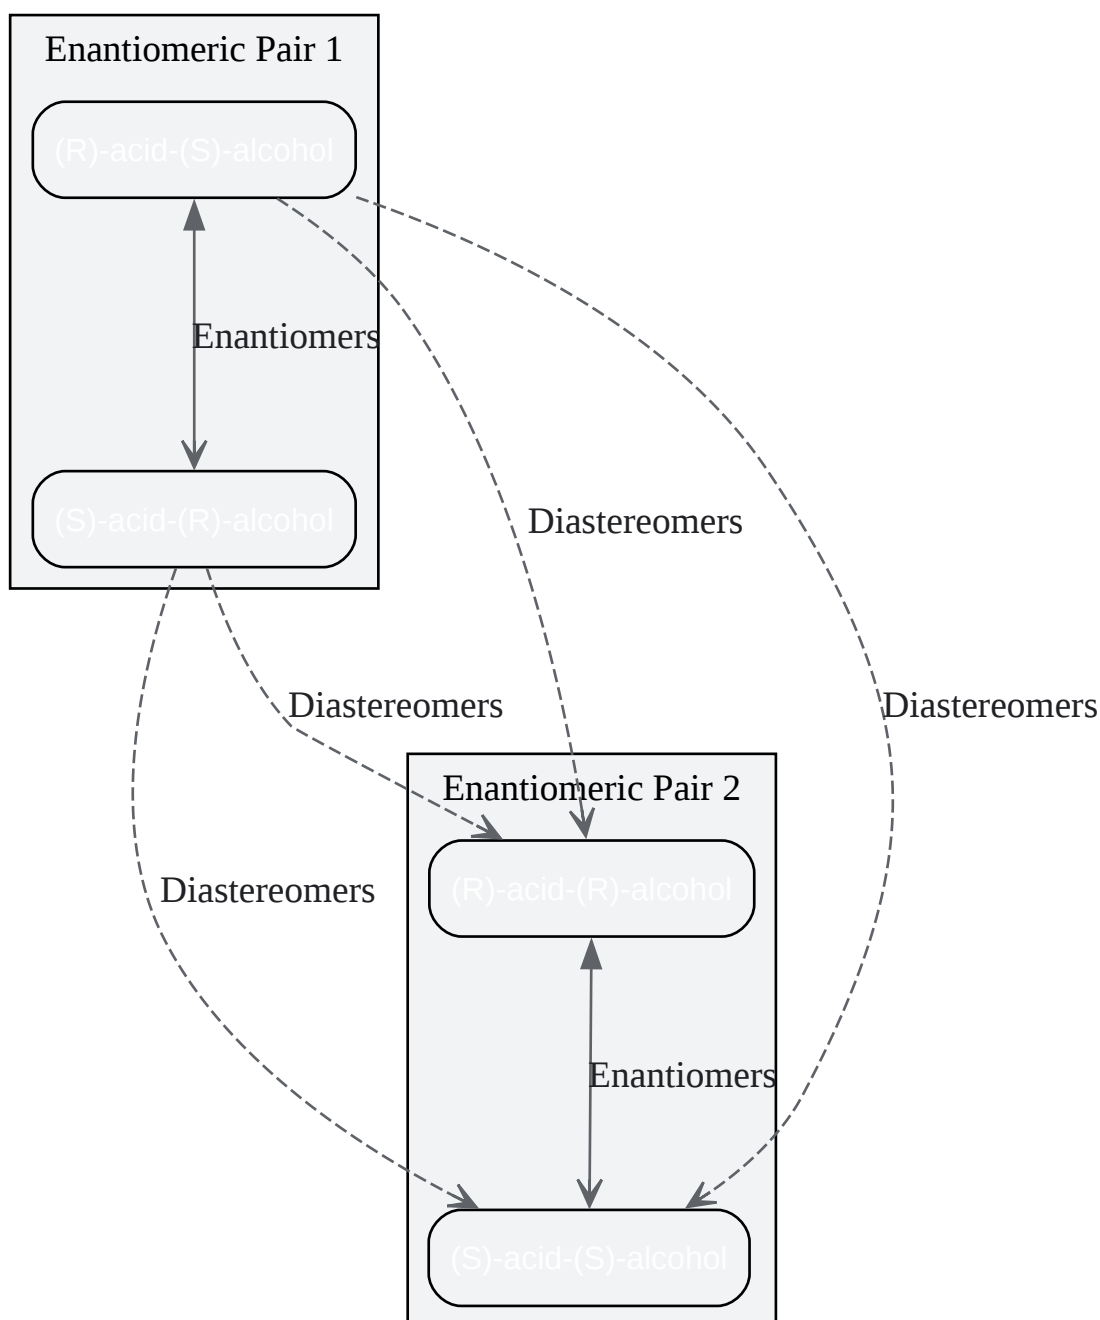 Enantiomeric Pair 1
(R)-acid-(S)-alcohol
Enantiomers
(S)-acid-(R)-alcohol
Diastereomers
Diastereomers
Diastereomers
Enantiomeric Pair 2
(R)-acid-(R)-alcohol
Diastereomers
Enantiomers
(S)-acid-(S)-alcohol